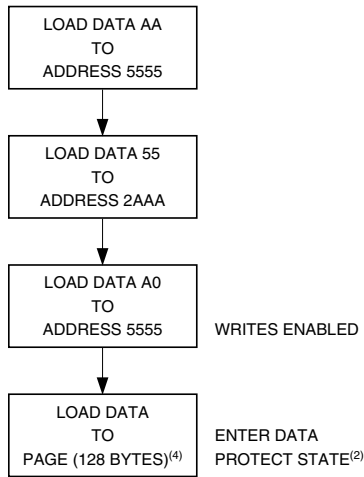 LOAD DATA AA
TO
ADDRESS 5555
LOAD DATA 55
TO
ADDRESS 2AAA
LOAD DATA A0
TO
ADDRESS 5555
WRITES ENABLED
LOAD DATA
TO
PAGE (128 BYTES)(4)
ENTER DATA
PROTECT STATE(2)